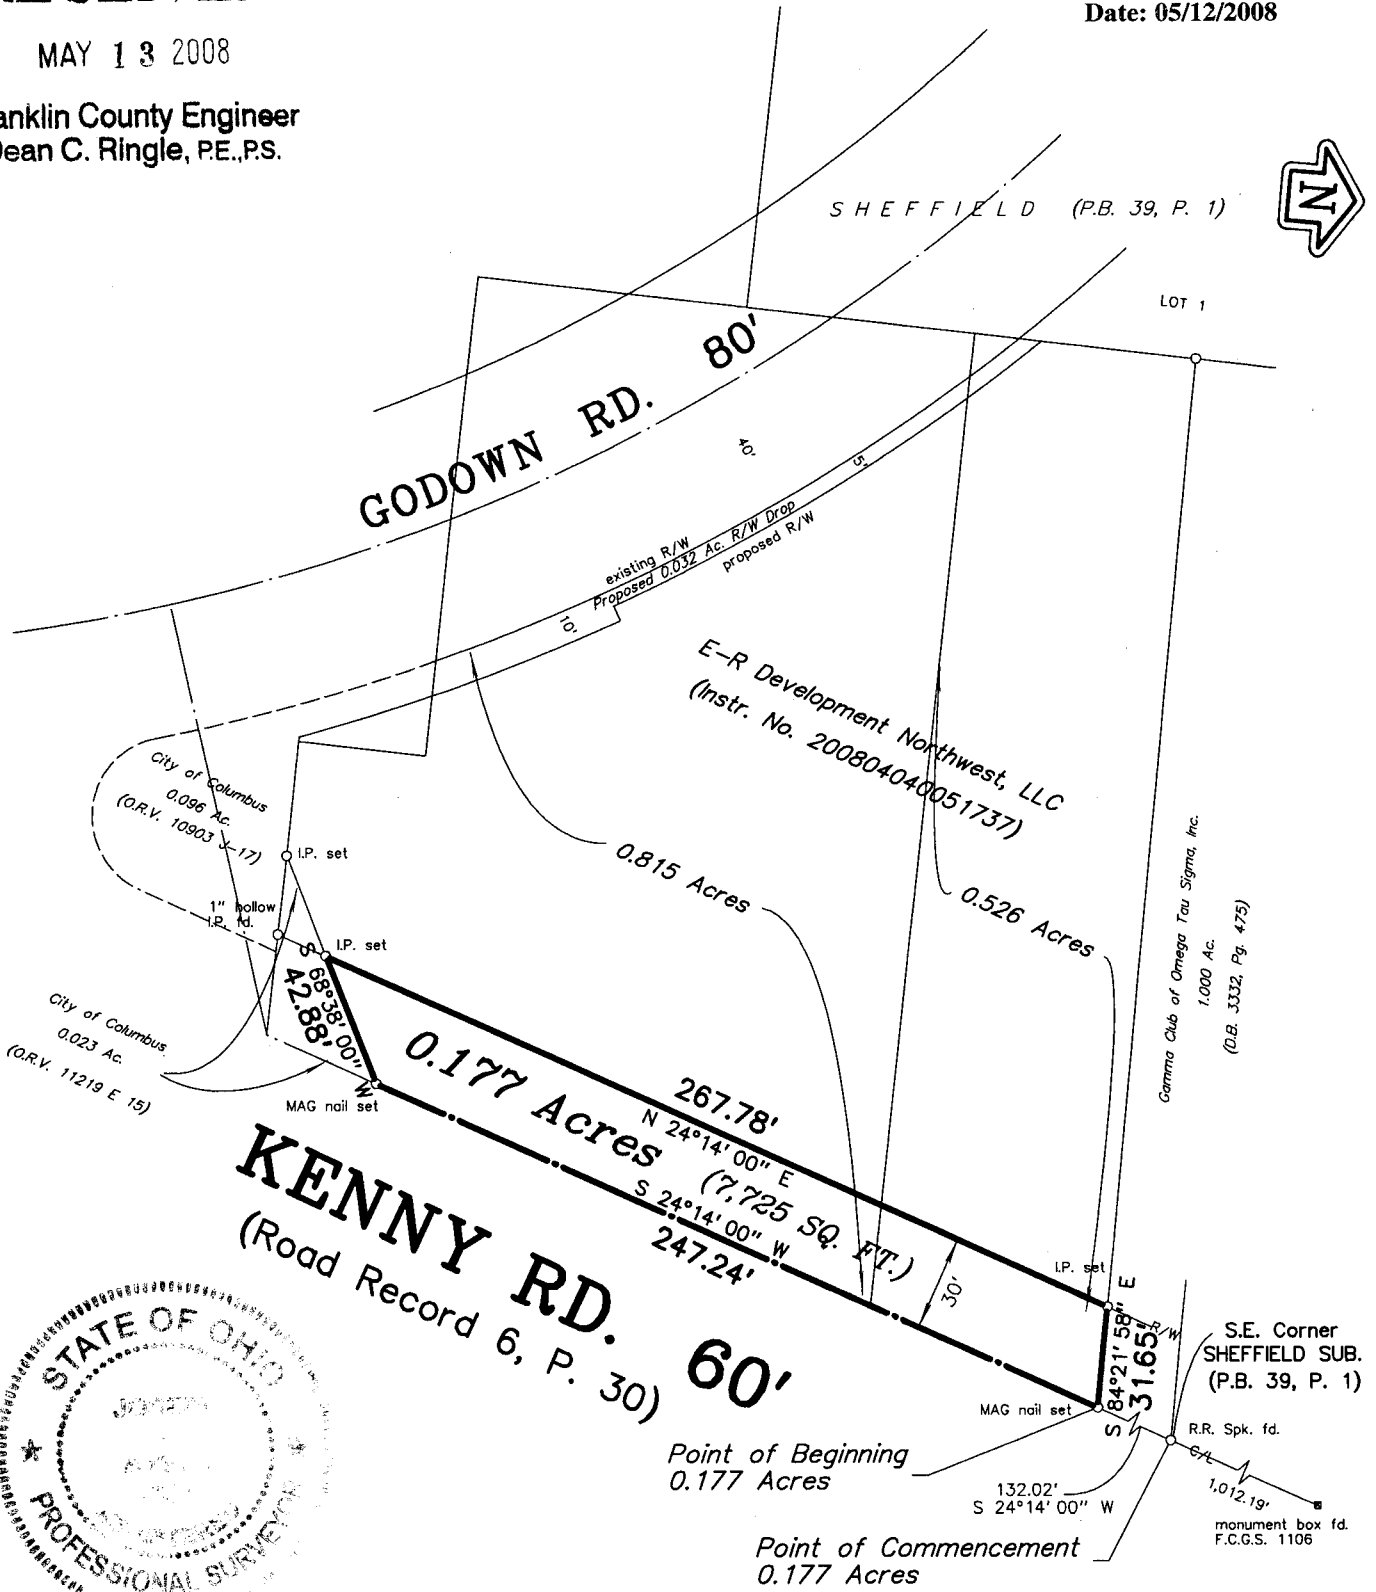 Date: 05/12/2008
MAY 13 2008
anklin County Engineer
Dean C. Ringle, P.E.,P.S.
N
SHEFFIELD (P.B. 39, P. 1)
LOT 1
GODOWN RD. 80'
40'
5'
existing R/W
Proposed 0.032 Ac. R/W Drop
proposed R/W
10'
E-R Development Northwest, LLC
(Instr. No. 200804040051737)
City of Columbus
0.096 Ac.
(O.R.V. 10903 J-17)
I.P. set
0.815 Acres
0.526 Acres
Gamma Club of Omega Tau Sigma, Inc.
1.000 Ac.
(D.B. 3332, Pg. 475)
1" hollow
I.P. fd.
I.P. set
S 68°38'00" W
42.88'
City of Columbus
0.023 Ac.
(O.R.V. 11219 E 15)
MAG nail set
0.177 Acres (7,725 SQ. FT.)
267.78'
N 24°14'00" E
S 24°14'00" W
247.24'
30'
KENNY RD. 60'
(Road Record 6, P. 30)
I.P. set
S 84°21'58" E
31.65'
R/W
S.E. Corner
SHEFFIELD SUB.
(P.B. 39, P. 1)
MAG nail set
R.R. Spk. fd.
C/L
1,012.19'
monument box fd.
F.C.G.S. 1106
Point of Beginning
0.177 Acres
132.02'
S 24°14'00" W
Point of Commencement
0.177 Acres
STATE OF OHIO
PROFESSIONAL SURVEYOR